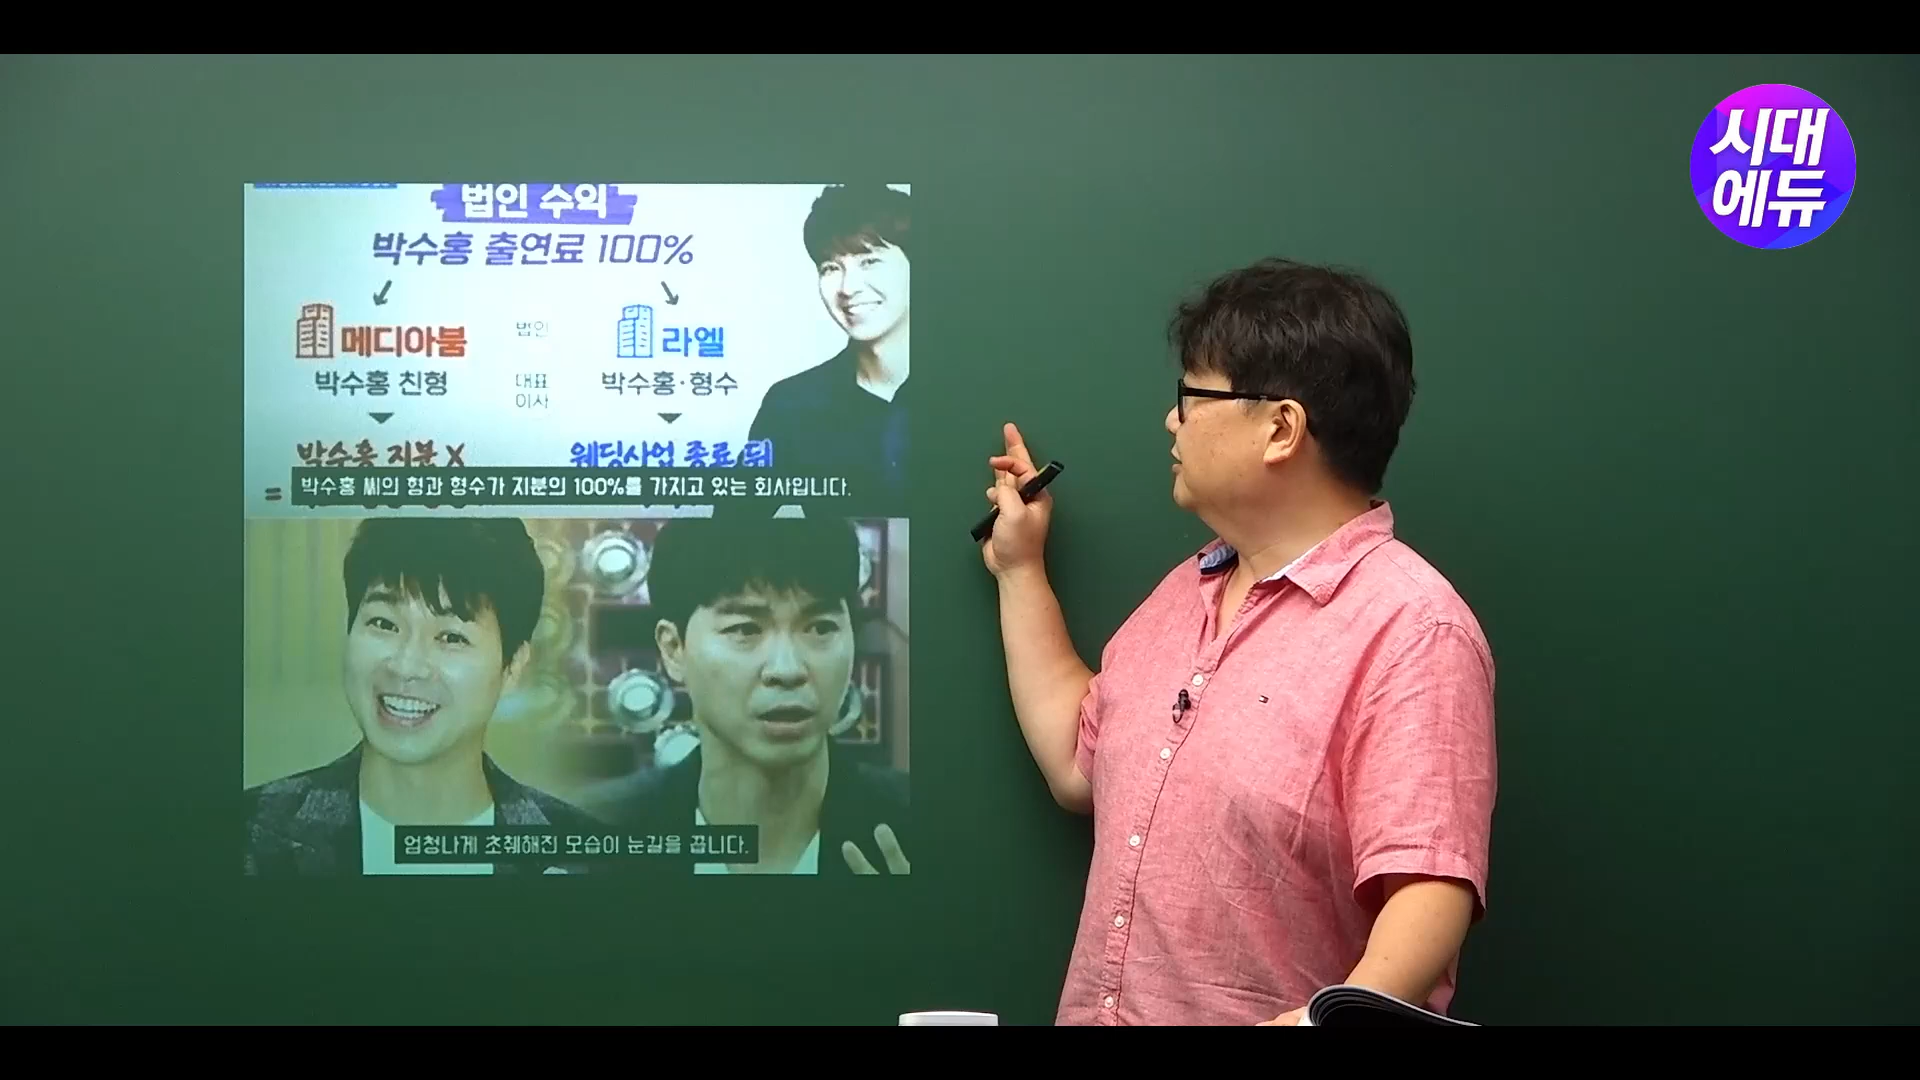 시대
에듀
법인 수익
박수홍 출연료 100%
메디아붐 법인 라엘
박수홍 친형 대표 박수홍·형수
이사
박수홍 지분 X 웨딩사업 종료 뒤
= 박수홍 씨의 형과 형수가 지분의 100%를 가지고 있는 회사입니다.
엄청나게 초췌해진 모습이 눈길을 끕니다.